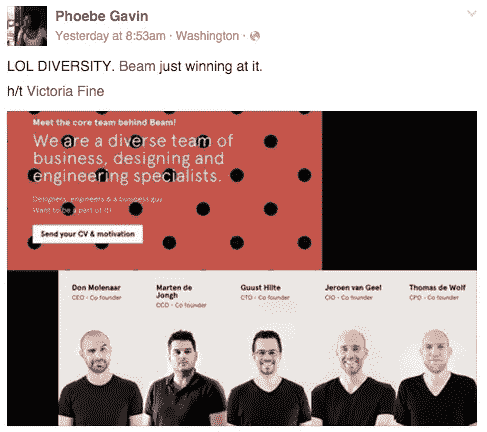 Phoebe Gavin
Yesterday at 8:53am · Washington ·
LOL DIVERSITY. Beam just winning at it.
h/t Victoria Fine
Meet the core team behind Beam!
We are a diverse team of
business, designing and
engineering specialists.
Designers, engineers & a business guy.
Want to be a part of it?
Send your CV & motivation
Don Molenaar
CEO - Co founder
Marten de
Jongh
CCO - Co founder
Guust Hilte
CTO - Co founder
Jeroen van Geel
CIO - Co founder
Thomas de Wolf
CPO - Co founder